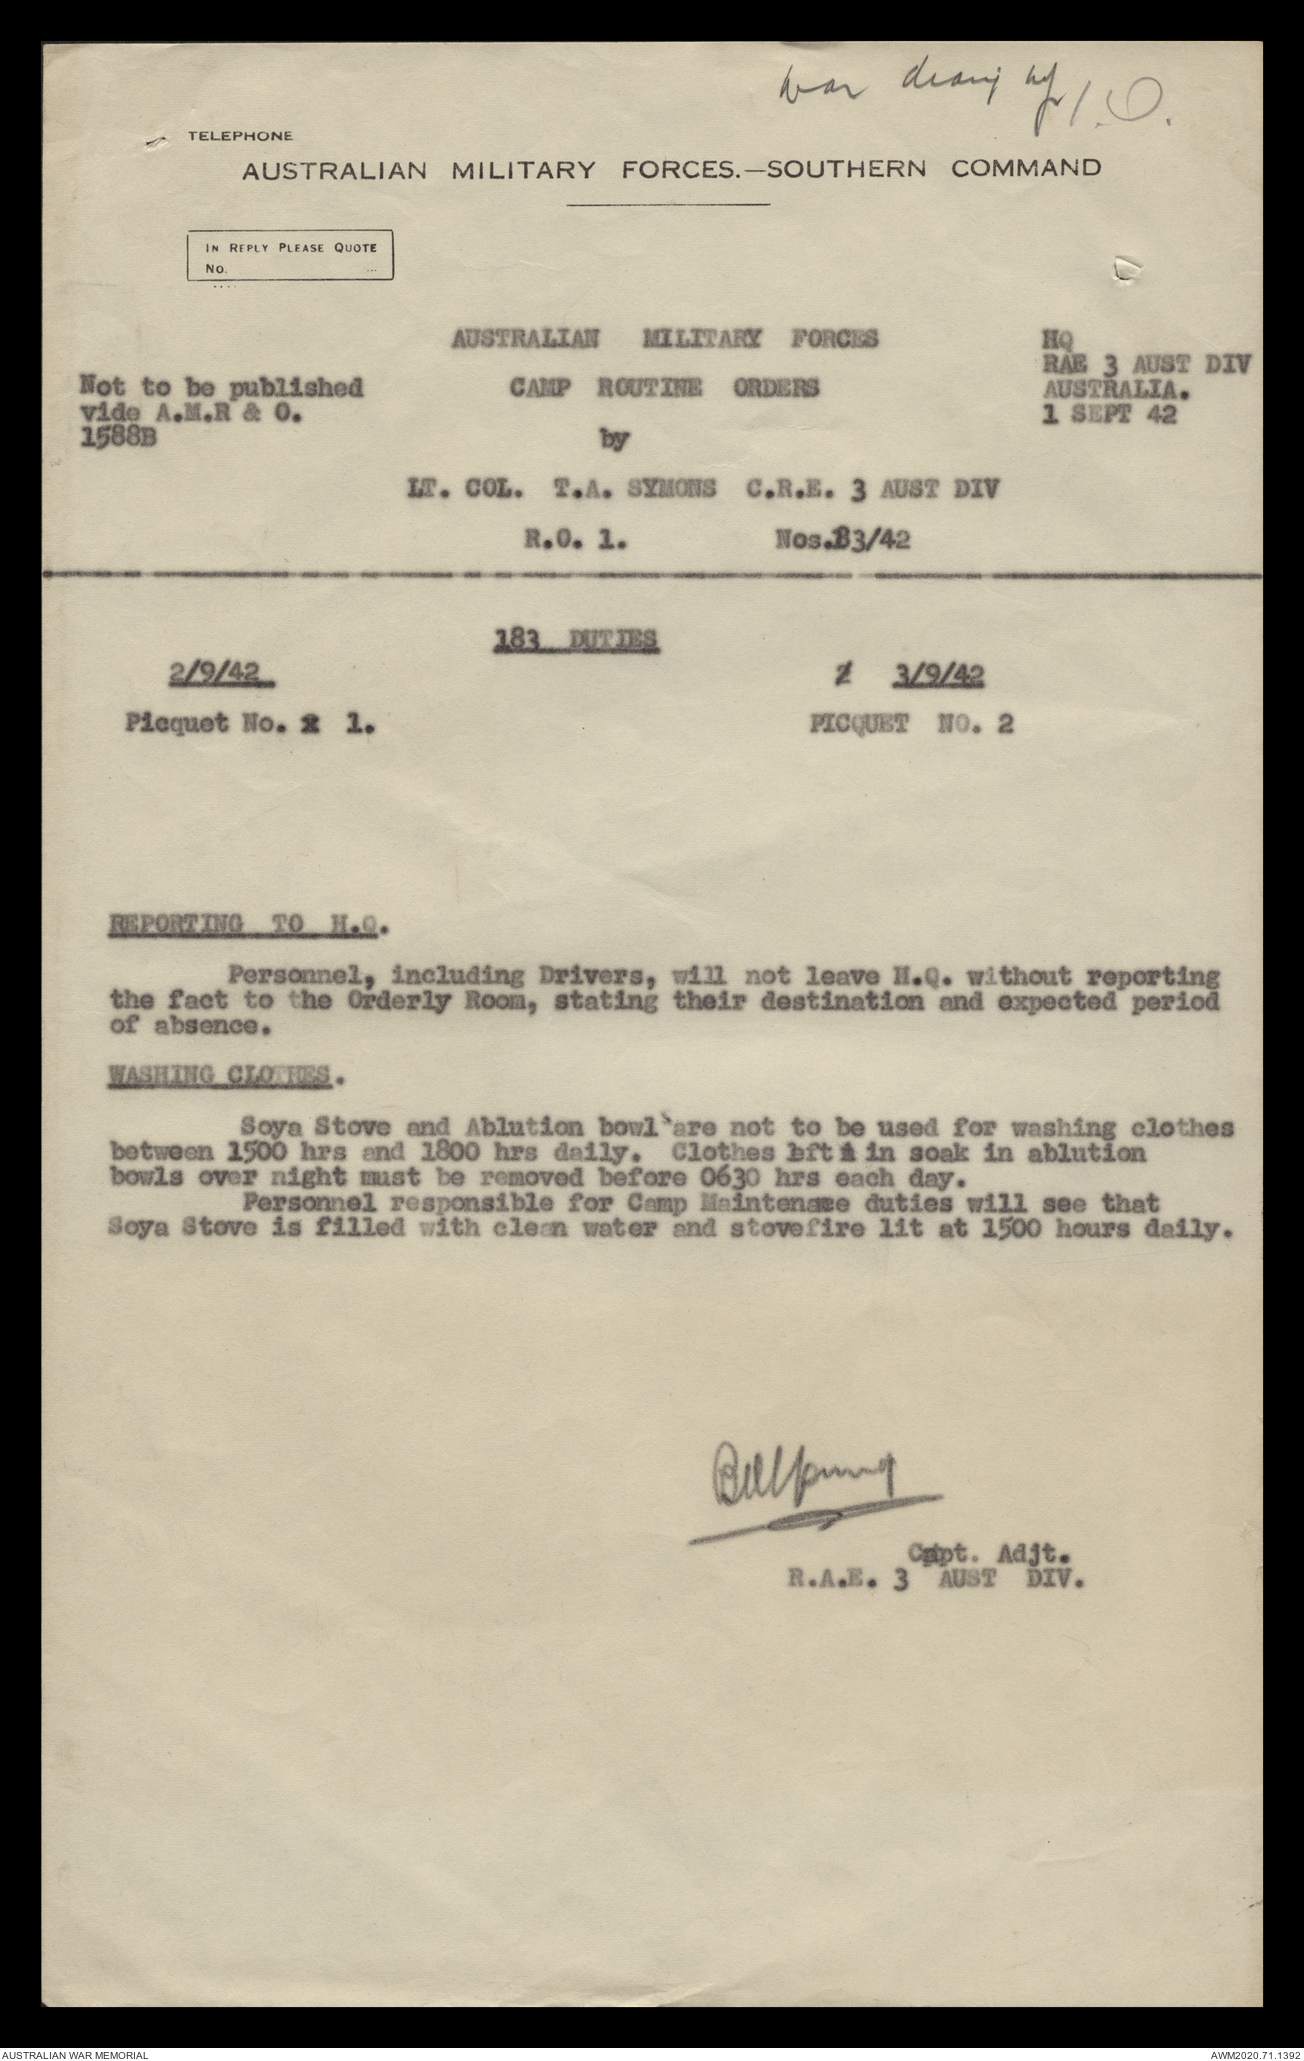 war diary
I.O.
TELEPHONE
AUSTRALIAN MILITARY FORCES.—SOUTHERN COMMAND
IN REPLY PLEASE QUOTE
No. ...
AUSTRALIAN MILITARY FORCES
HQ
RAE 3 AUST DIV
Not to be published
CAMP ROUTINE ORDERS
AUSTRALIA.
vide A.M.R & O.
1 SEPT 42
1588B
by
LT. COL. T.A. SYMONS C.R.E. 3 AUST DIV
R.O. 1. Nos. 3/42
183 DUTIES
2/9/42
3/9/42
Picquet No. 1.
PICQUET NO. 2
REPORTING TO H.Q.
Personnel, including Drivers, will not leave H.Q. without reporting
the fact to the Orderly Room, stating their destination and expected period
of absence.
WASHING CLOTHES.
Soya Stove and Ablution bowl are not to be used for washing clothes
between 1500 hrs and 1800 hrs daily. Clothes left in soak in ablution
bowls over night must be removed before 0630 hrs each day.
Personnel responsible for Camp Maintenance duties will see that
Soya Stove is filled with clean water and stovefire lit at 1500 hours daily.
Capt. Adjt.
R.A.E. 3 AUST DIV.
AUSTRALIAN WAR MEMORIAL
AWM2020.71.1392